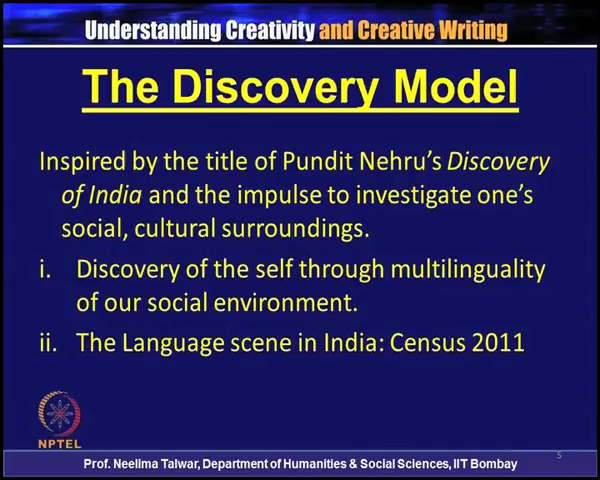 Understanding Creativity and Creative Writing
The Discovery Model
Inspired by the title of Pundit Nehru's Discovery
of India and the impulse to investigate one's
social, cultural surroundings.
i. Discovery of the self through multilinguality
of our social environment.
ii. The Language scene in India: Census 2011
NPTEL
5
Prof. Neelima Talwar, Department of Humanities & Social Sciences, IIT Bombay